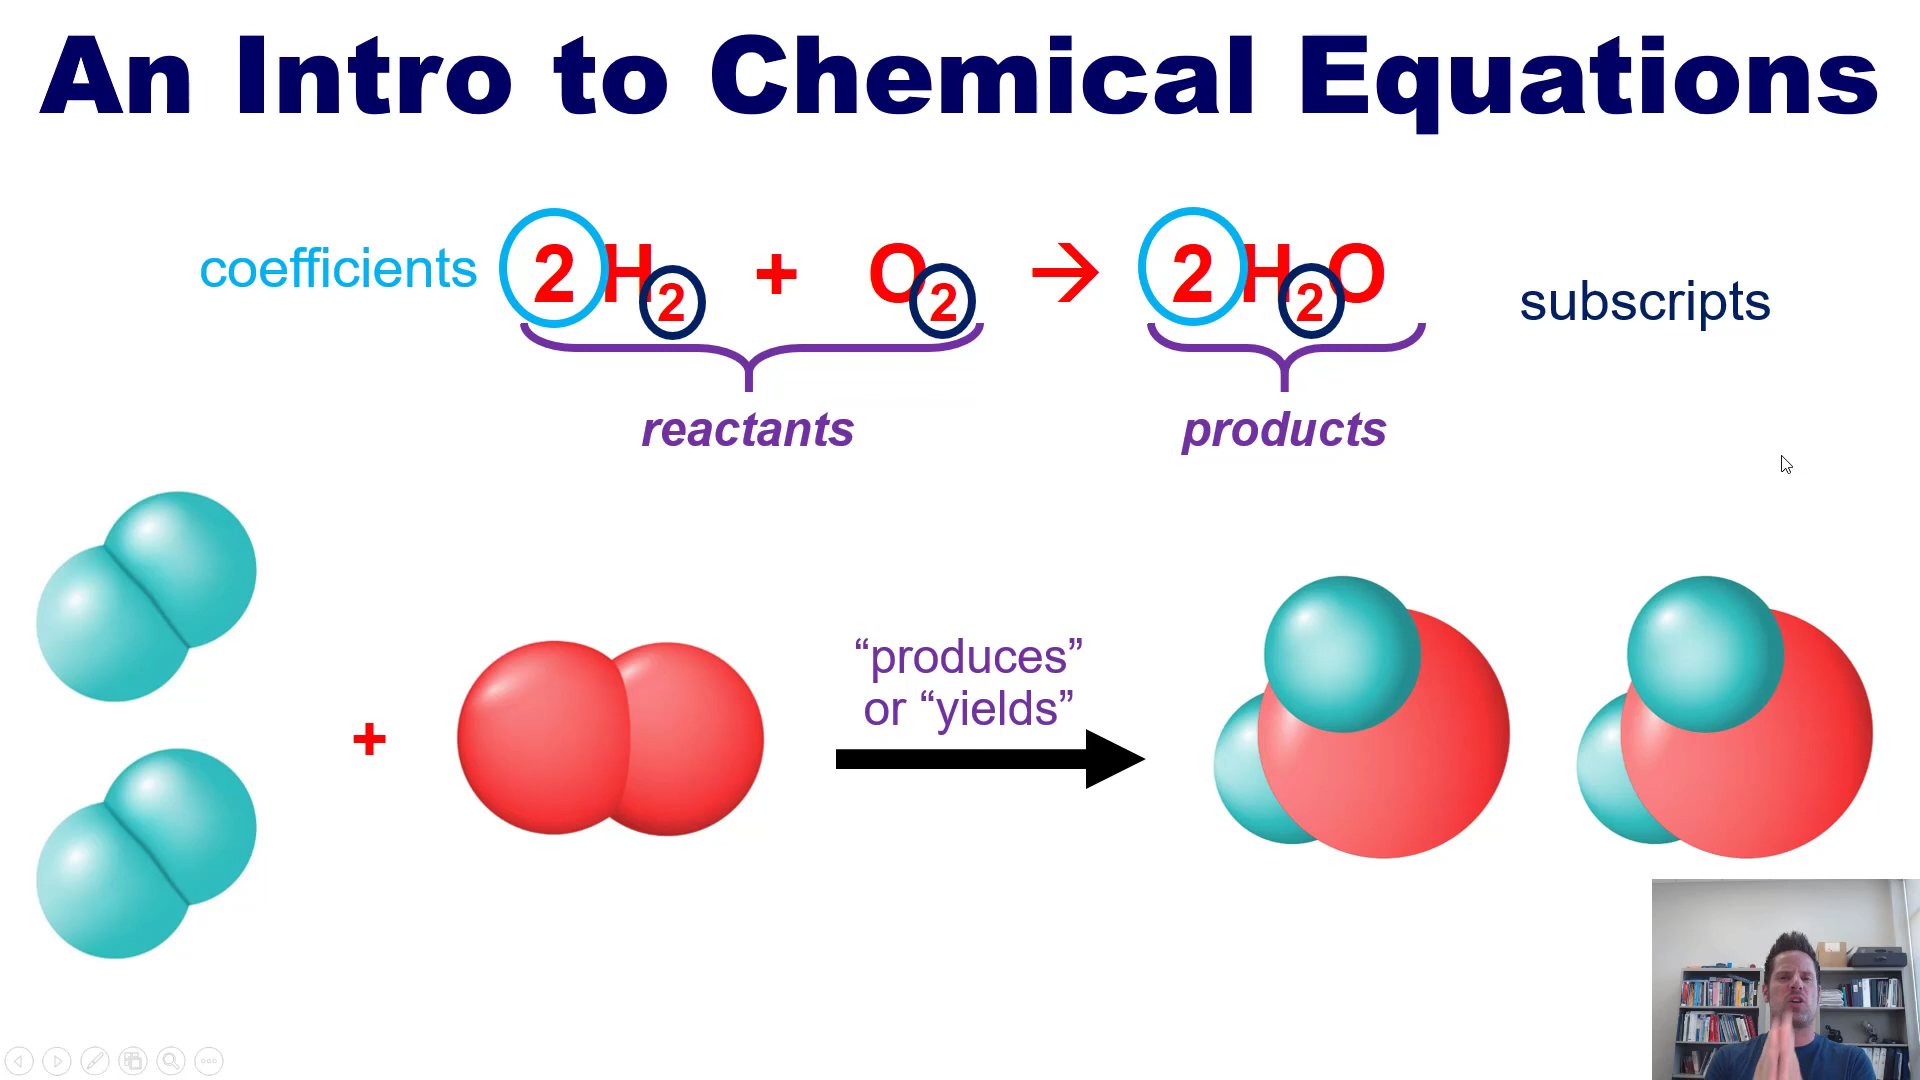 An Intro to Chemical Equations
coefficients 2 H2 + O2 → 2 H2O subscripts
reactants products
“produces”
or “yields”
+